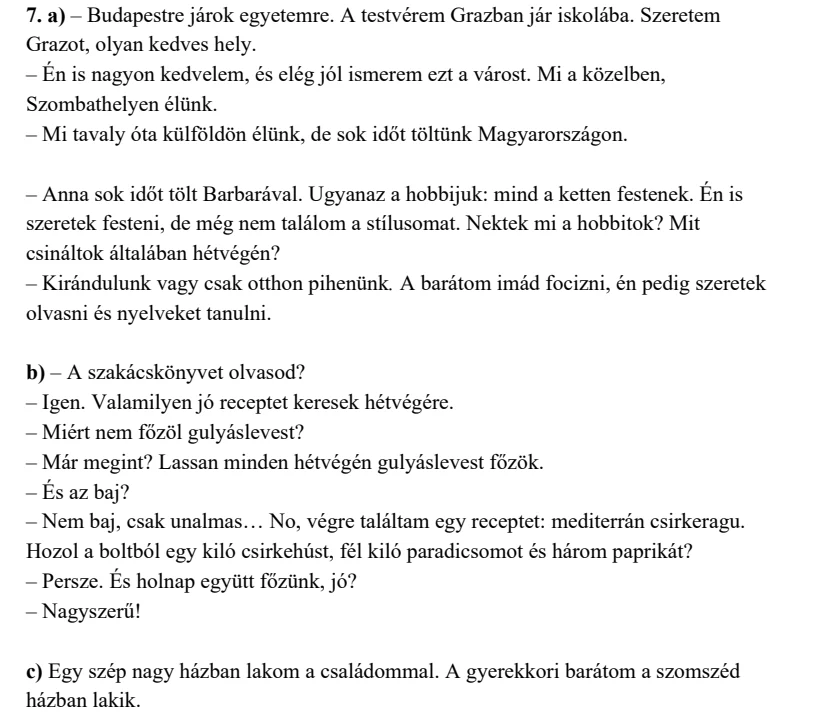 7. a) – Budapestre járok egyetemre. A testvérem Grazban jár iskolába. Szeretem
Grazot, olyan kedves hely.
– Én is nagyon kedvelem, és elég jól ismerem ezt a várost. Mi a közelben,
Szombathelyen élünk.
– Mi tavaly óta külföldön élünk, de sok időt töltünk Magyarországon.

– Anna sok időt tölt Barbarával. Ugyanaz a hobbijuk: mind a ketten festenek. Én is
szeretek festeni, de még nem találom a stílusomat. Nektek mi a hobbitok? Mit
csináltok általában hétvégén?
– Kirándulunk vagy csak otthon pihenünk. A barátom imád focizni, én pedig szeretek
olvasni és nyelveket tanulni.

b) – A szakácskönyvet olvasod?
– Igen. Valamilyen jó receptet keresek hétvégére.
– Miért nem főzöl gulyáslevest?
– Már megint? Lassan minden hétvégén gulyáslevest főzök.
– És az baj?
– Nem baj, csak unalmas… No, végre találtam egy receptet: mediterrán csirkeragu.
Hozol a boltból egy kiló csirkehúst, fél kiló paradicsomot és három paprikát?
– Persze. És holnap együtt főzünk, jó?
– Nagyszerű!

c) Egy szép nagy házban lakom a családommal. A gyerekkori barátom a szomszéd
házban lakik.